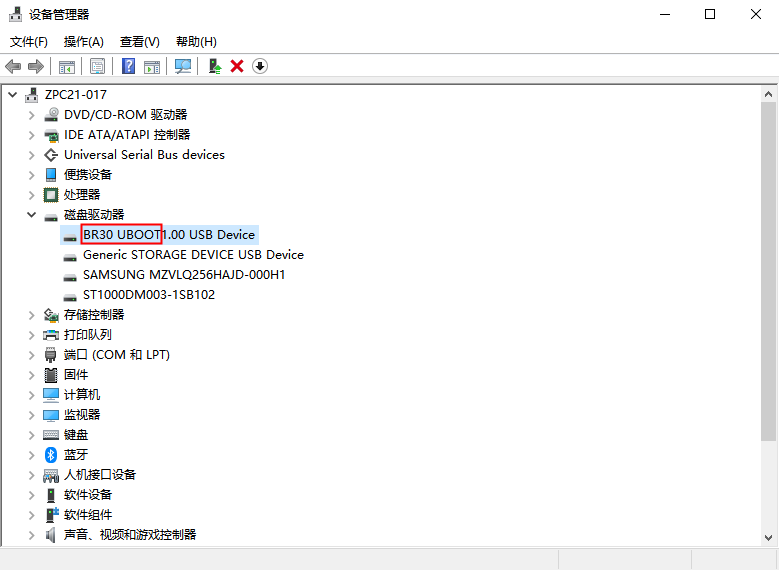 设备管理器
文件(F) 操作(A) 查看(V) 帮助(H)
ZPC21-017
DVD/CD-ROM 驱动器
IDE ATA/ATAPI 控制器
Universal Serial Bus devices
便携设备
处理器
磁盘驱动器
BR30 UBOOT1.00 USB Device
Generic STORAGE DEVICE USB Device
SAMSUNG MZVLQ256HAJD-000H1
ST1000DM003-1SB102
存储控制器
打印队列
端口 (COM 和 LPT)
固件
计算机
监视器
键盘
蓝牙
人机接口设备
软件设备
软件组件
声音、视频和游戏控制器